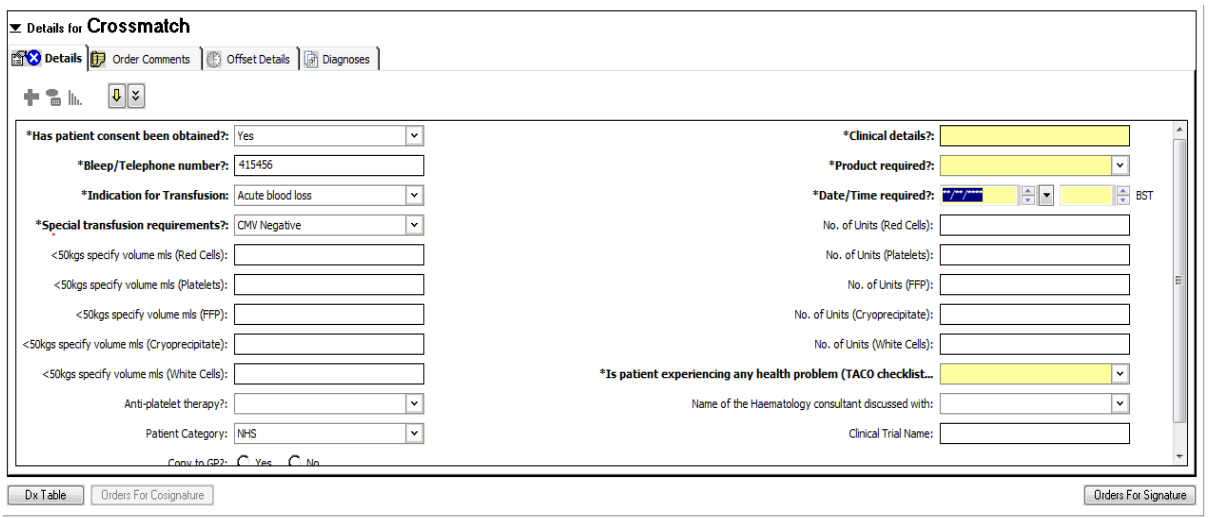 Details for Crossmatch
Details Order Comments Offset Details Diagnoses
*Has patient consent been obtained?: Yes *Clinical details?:
*Bleep/Telephone number?: 415456 *Product required?:
*Indication for Transfusion: Acute blood loss *Date/Time required?: **/**/**** BST
*Special transfusion requirements?: CMV Negative No. of Units (Red Cells):
<50kgs specify volume mls (Red Cells): No. of Units (Platelets):
<50kgs specify volume mls (Platelets): No. of Units (FFP):
<50kgs specify volume mls (FFP): No. of Units (Cryoprecipitate):
<50kgs specify volume mls (Cryoprecipitate): No. of Units (White Cells):
<50kgs specify volume mls (White Cells): *Is patient experiencing any health problem (TACO checklist...
Anti-platelet therapy?: Name of the Haematology consultant discussed with:
Patient Category: NHS Clinical Trial Name:
Copy to GP?: Yes No
Dx Table Orders For Cosignature Orders For Signature